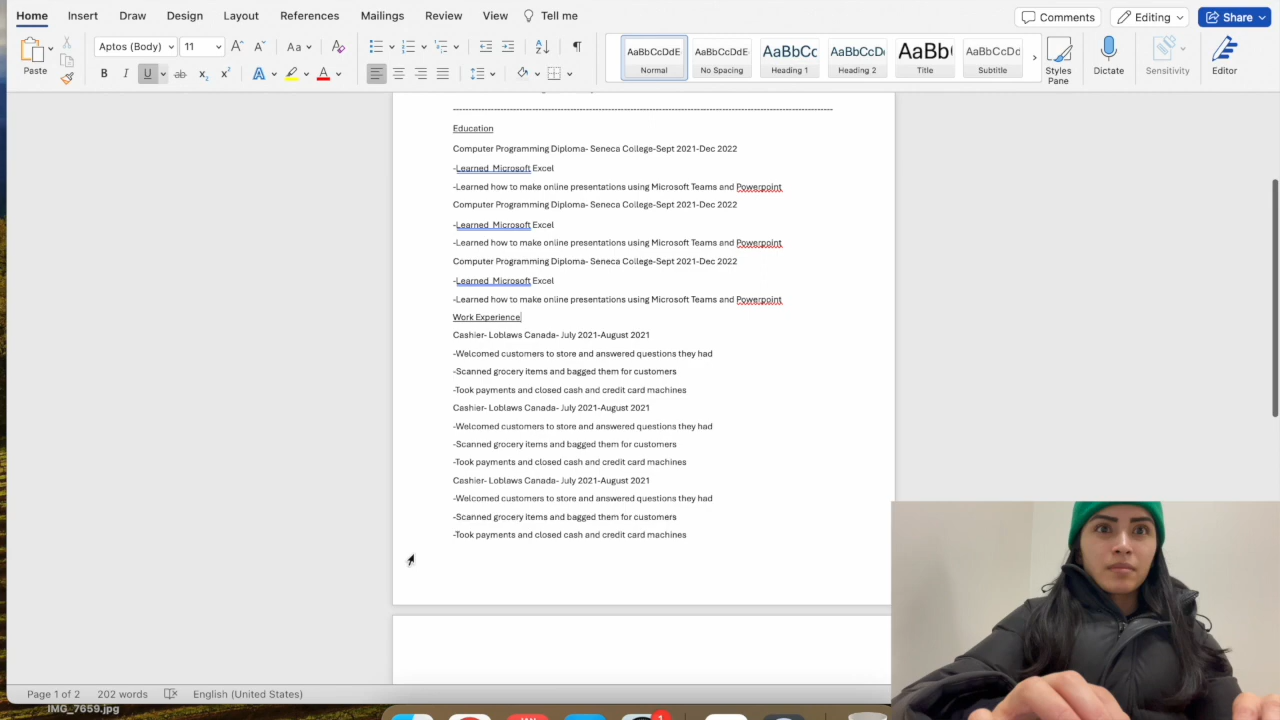 Home Insert Draw Design Layout References Mailings Review View Tell me Comments Editing Share
Paste Aptos (Body) 11 Aa AaBbCcDdE AaBbCcDdE AaBbCc AaBbCcDc AaBb AaBbCcDd
Normal No Spacing Heading 1 Heading 2 Title Subtitle Styles Pane Dictate Sensitivity Editor
Education
Computer Programming Diploma- Seneca College-Sept 2021-Dec 2022
-Learned Microsoft Excel
-Learned how to make online presentations using Microsoft Teams and Powerpoint
Computer Programming Diploma- Seneca College-Sept 2021-Dec 2022
-Learned Microsoft Excel
-Learned how to make online presentations using Microsoft Teams and Powerpoint
Computer Programming Diploma- Seneca College-Sept 2021-Dec 2022
-Learned Microsoft Excel
-Learned how to make online presentations using Microsoft Teams and Powerpoint
Work Experience
Cashier- Loblaws Canada- July 2021-August 2021
-Welcomed customers to store and answered questions they had
-Scanned grocery items and bagged them for customers
-Took payments and closed cash and credit card machines
Cashier- Loblaws Canada- July 2021-August 2021
-Welcomed customers to store and answered questions they had
-Scanned grocery items and bagged them for customers
-Took payments and closed cash and credit card machines
Cashier- Loblaws Canada- July 2021-August 2021
-Welcomed customers to store and answered questions they had
-Scanned grocery items and bagged them for customers
-Took payments and closed cash and credit card machines
Page 1 of 2 202 words English (United States)
IMG_7659.jpg